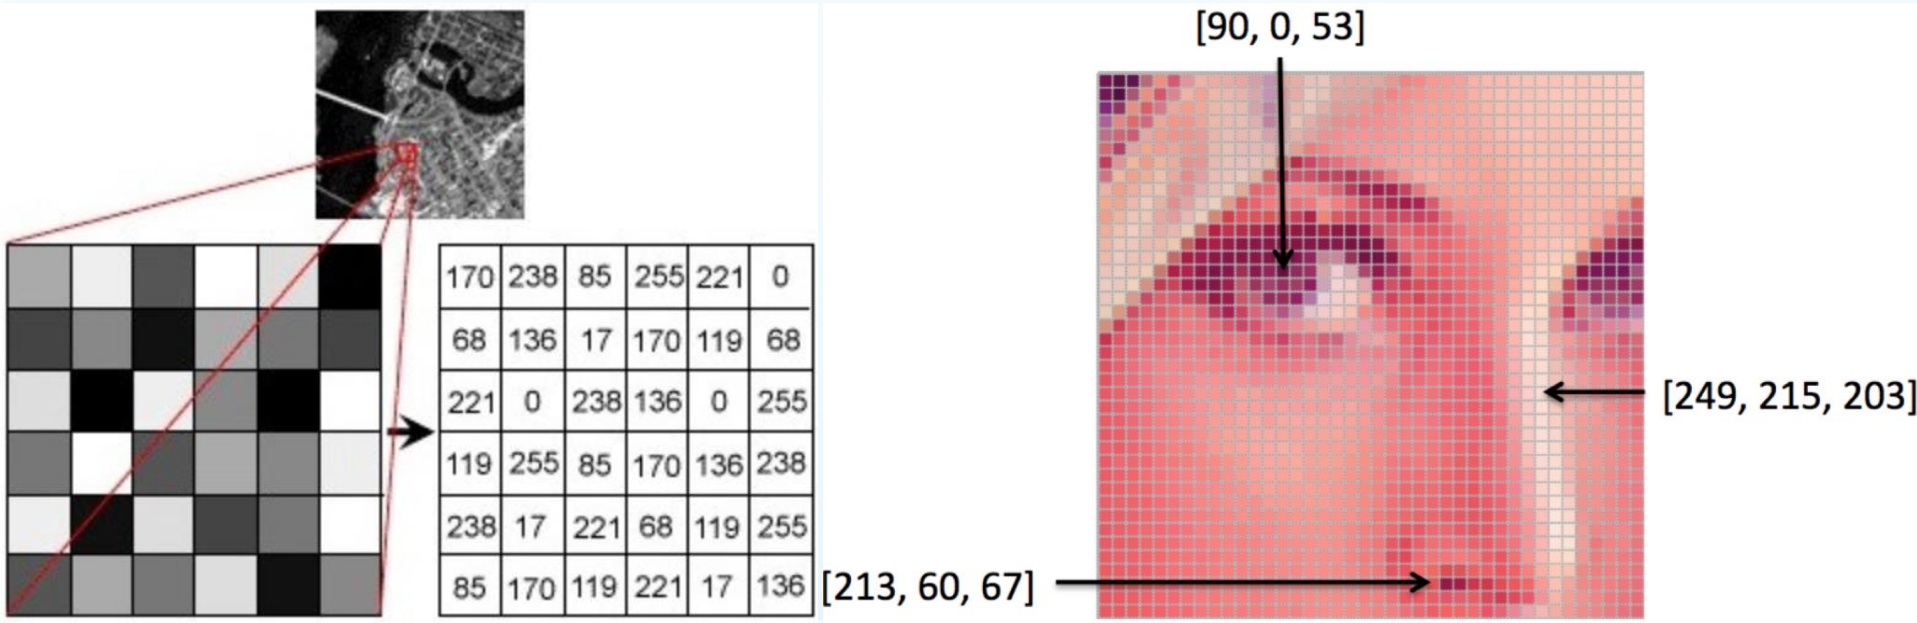 [90, 0, 53]
170 238 85 255 221 0
68 136 17 170 119 68
221 0 238 136 0 255
119 255 85 170 136 238
238 17 221 68 119 255
85 170 119 221 17 136
[249, 215, 203]
[213, 60, 67]